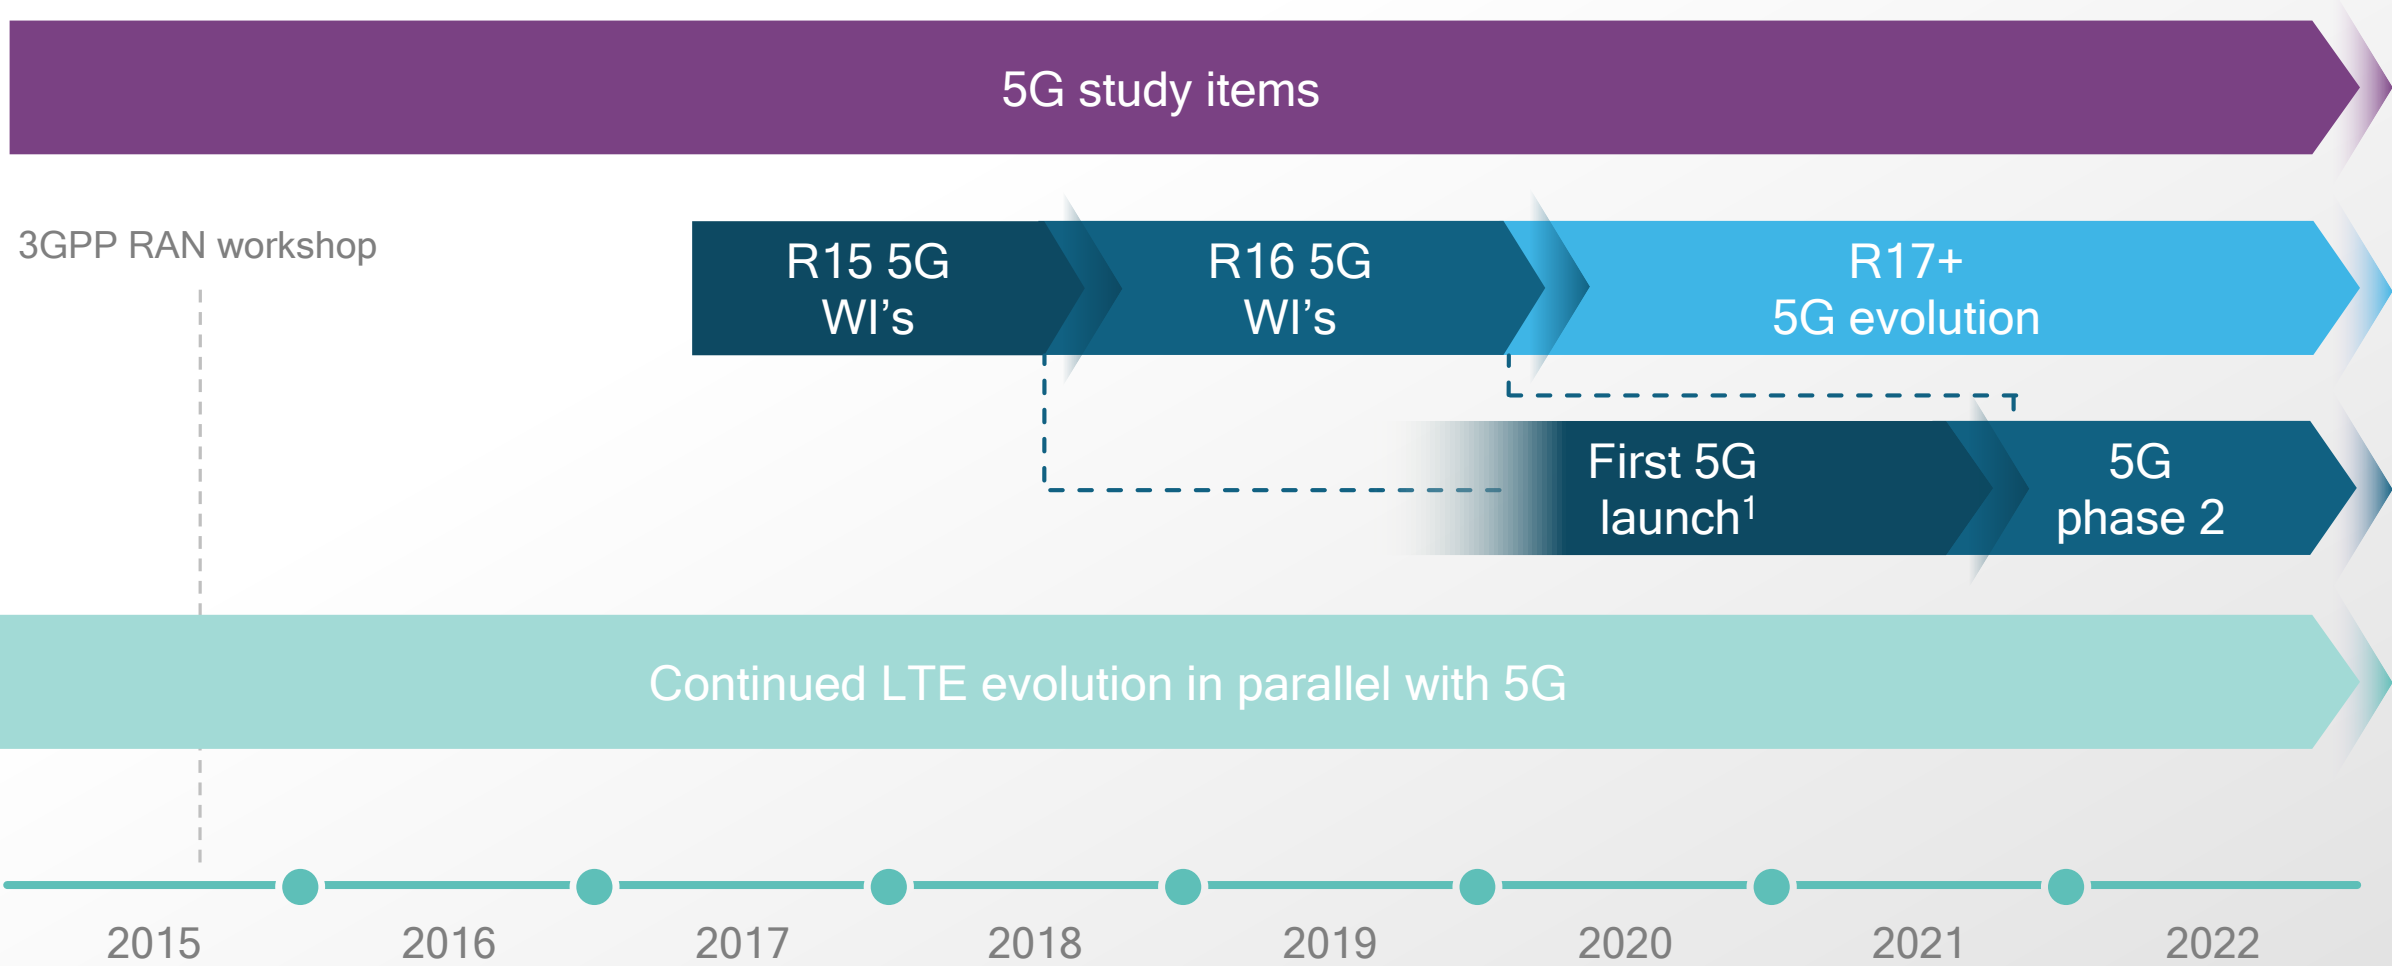 5G study items
3GPP RAN workshop
R15 5G
WI’s
R16 5G
WI’s
R17+
5G evolution
First 5G
launch¹
5G
phase 2
Continued LTE evolution in parallel with 5G
2015
2016
2017
2018
2019
2020
2021
2022